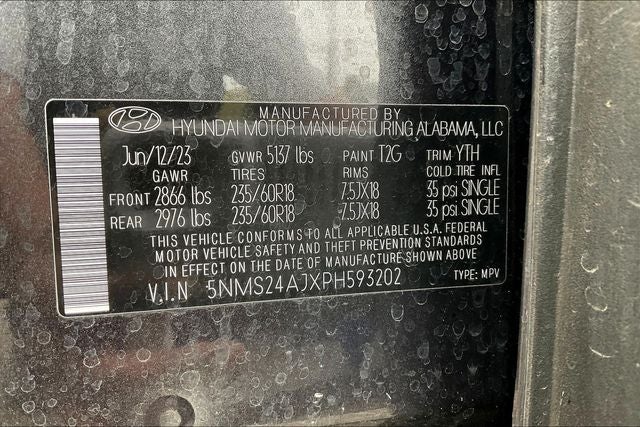 MANUFACTURED BY
HYUNDAI MOTOR MANUFACTURING ALABAMA, LLC
Jun/12/23 GVWR 5137 lbs PAINT T2G TRIM YTH
GAWR TIRES RIMS COLD TIRE INFL
FRONT 2866 lbs 235/60R18 7.5JX18 35 psi SINGLE
REAR 2976 lbs 235/60R18 7.5JX18 35 psi SINGLE
THIS VEHICLE CONFORMS TO ALL APPLICABLE U.S.A. FEDERAL
MOTOR VEHICLE SAFETY AND THEFT PREVENTION STANDARDS
IN EFFECT ON THE DATE OF MANUFACTURE SHOWN ABOVE
V.I.N 5NMS24AJXPH593202 TYPE: MPV